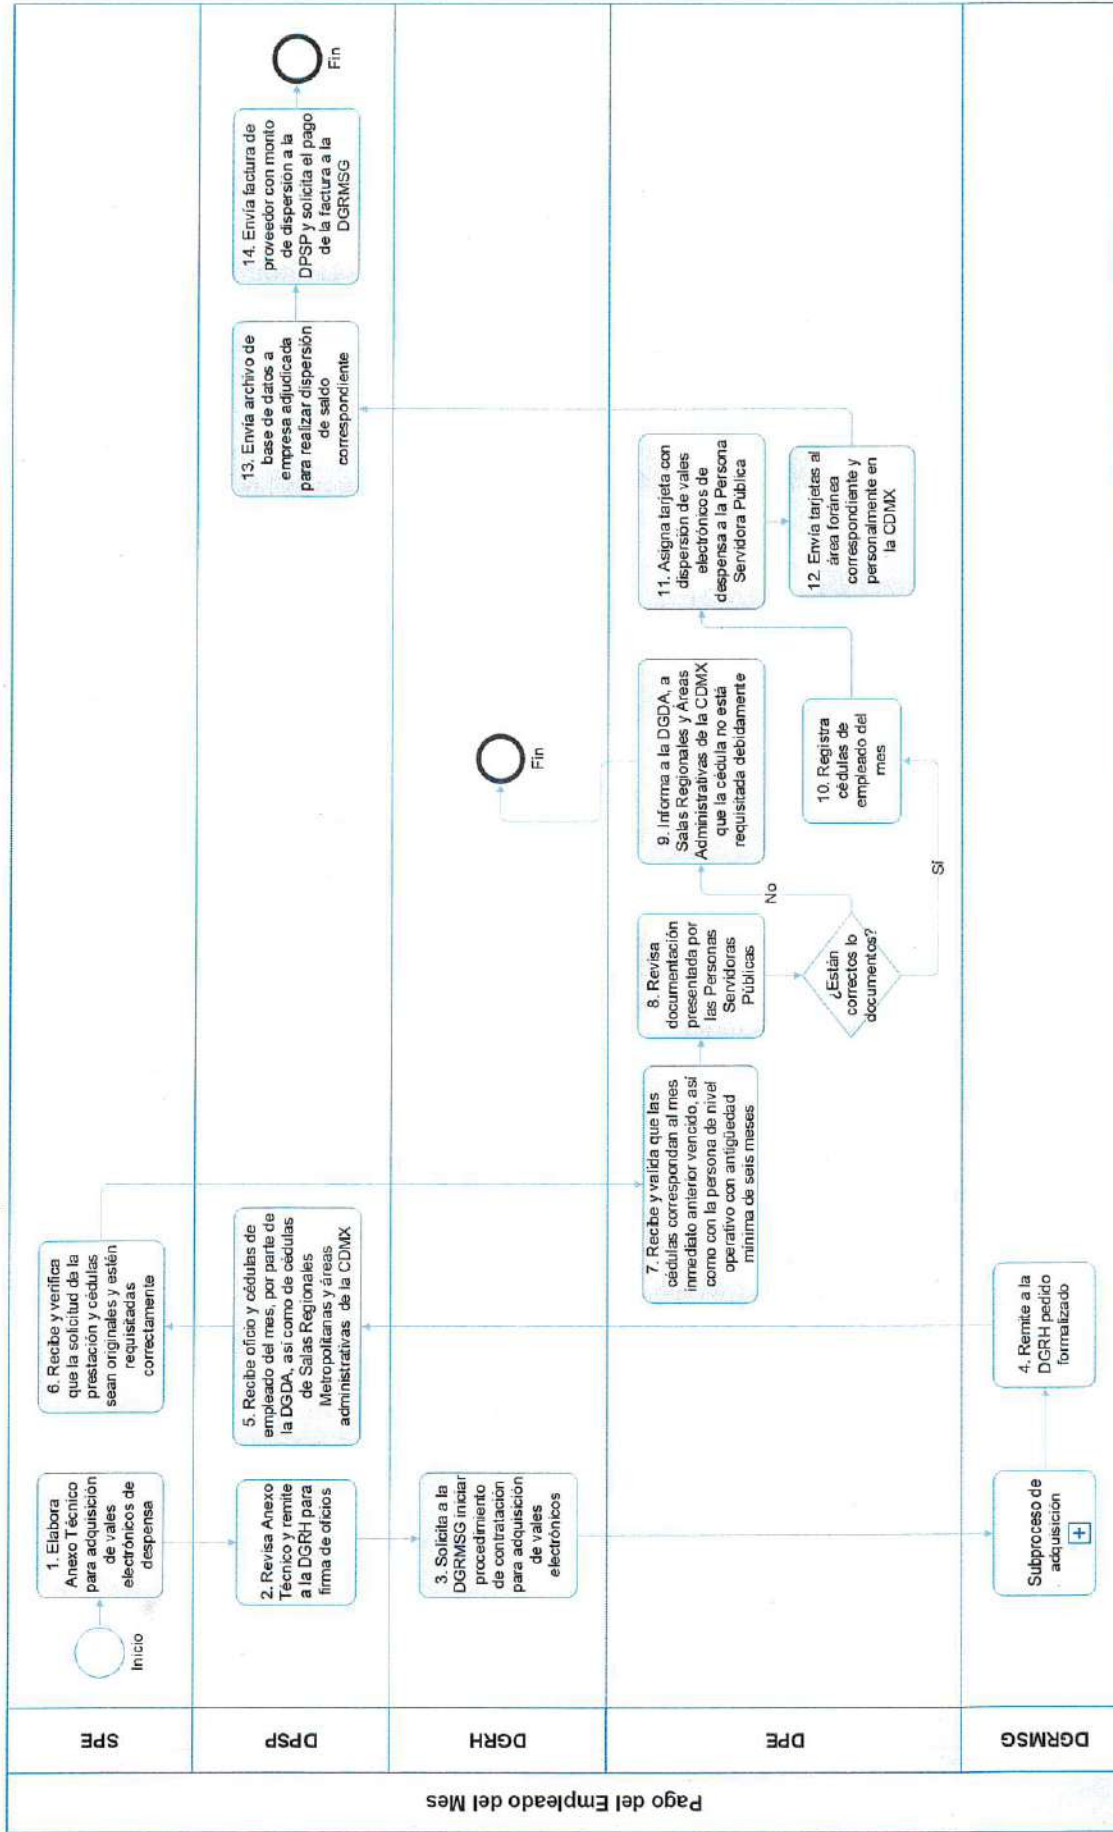 Pago del Empleado del Mes
SPE
Inicio
1. Elabora
Anexo Técnico
para adquisición
de vales
electrónicos de
despensa
6. Recibe y verifica
que la solicitud de la
prestación y cédulas
sean originales y estén
requisitadas
correctamente
DPSP
2. Revisa Anexo
Técnico y remite
a la DGRH para
firma de oficios
5. Recibe oficio y cédulas de
empleado del mes, por parte de
la DGDA, así como de cédulas
de Salas Regionales
Metropolitanas y áreas
administrativas de la CDMX
13. Envía archivo de
base de datos a
empresa adjudicada
para realizar dispersión
de saldo
correspondiente
14. Envía factura de
proveedor con monto
de dispersión a la
DPSP y solicita el pago
de la factura a la
DGRMSG
Fin
DGRH
3. Solicita a la
DGRMSG iniciar
procedimiento
de contratación
para adquisición
de vales
electrónicos
Fin
DPE
7. Recibe y valida que las
cédulas correspondan al mes
inmediato anterior vencido, así
como con la persona de nivel
operativo con antigüedad
mínima de seis meses
8. Revisa
documentación
presentada por
las Personas
Servidoras
Públicas
¿Están
correctos lo
documentos?
No
Sí
9. Informa a la DGDA, a
Salas Regionales y Áreas
Administrativas de la CDMX
que la cédula no está
requisitada debidamente
10. Registra
cédulas de
empleado del
mes
11. Asigna tarjeta con
dispersión de vales
electrónicos de
despensa a la Persona
Servidora Pública
12. Envía tarjetas al
área foránea
correspondiente y
personalmente en
la CDMX
DGRMSG
Subproceso de
adquisición
4. Remite a la
DGRH pedido
formalizado